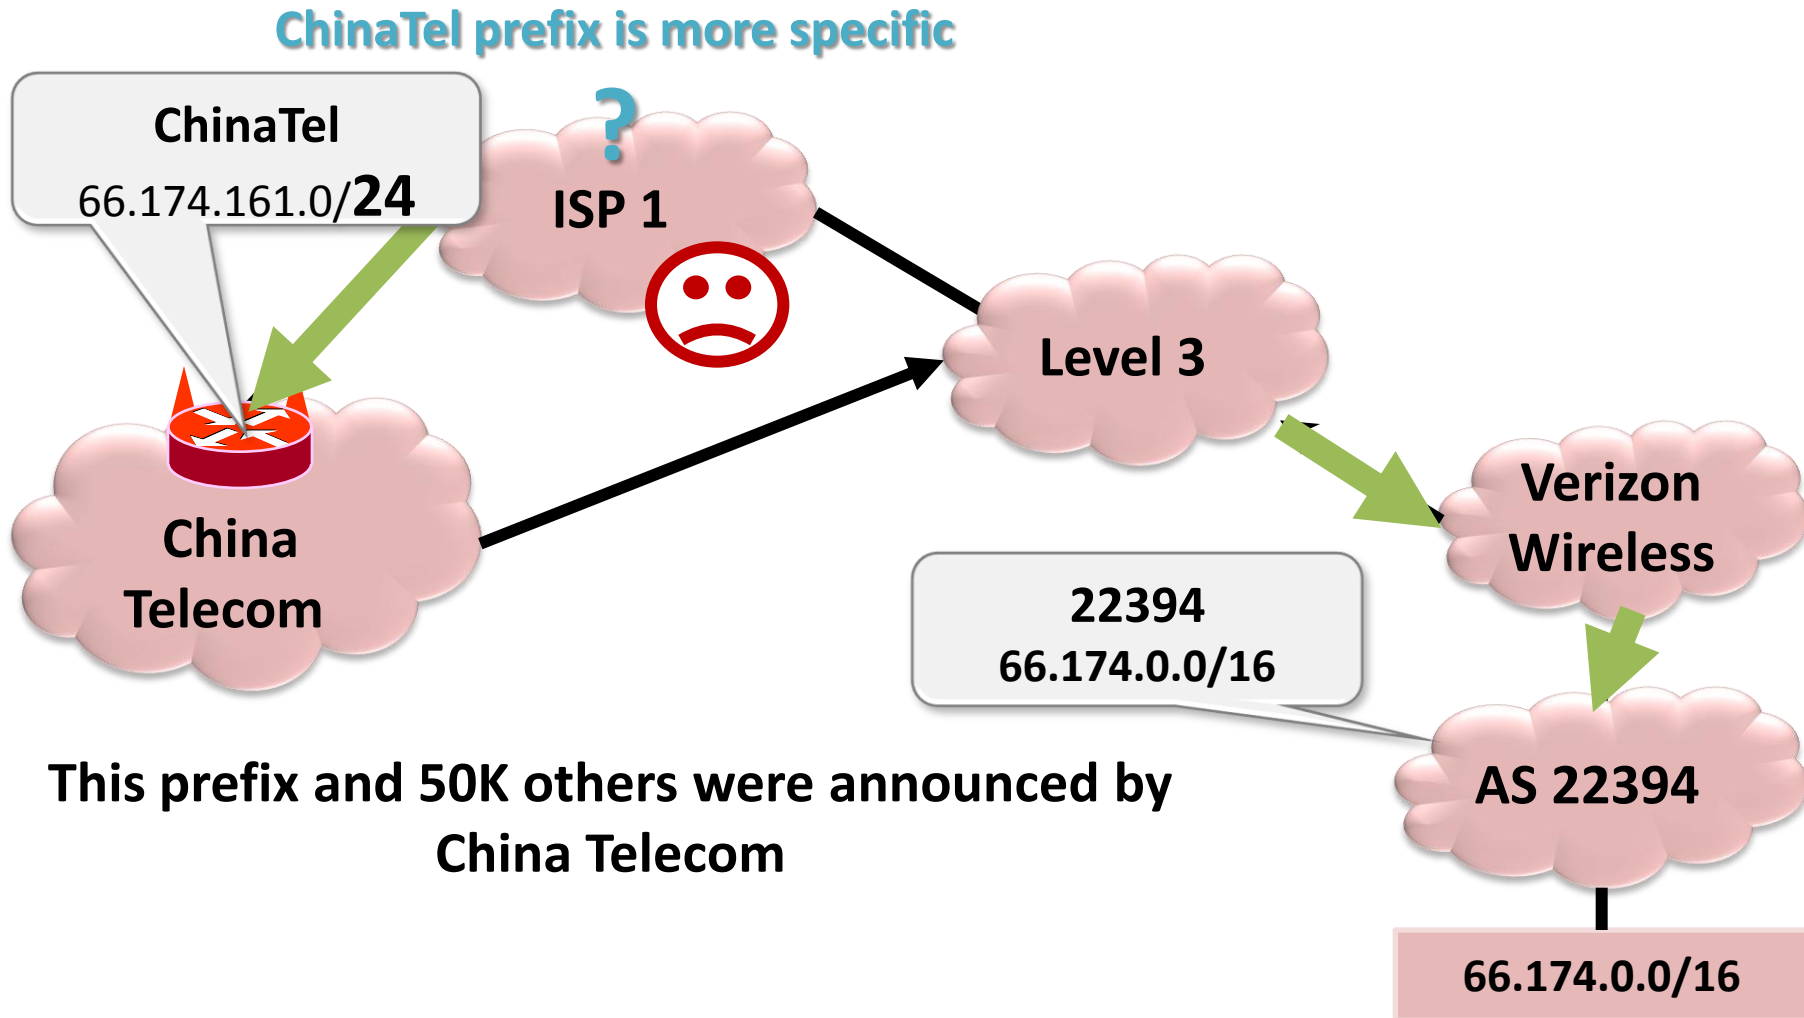 ChinaTel prefix is more specific
ChinaTel
66.174.161.0/24
?
ISP 1
Level 3
China
Telecom
Verizon
Wireless
22394
66.174.0.0/16
AS 22394
This prefix and 50K others were announced by
China Telecom
66.174.0.0/16